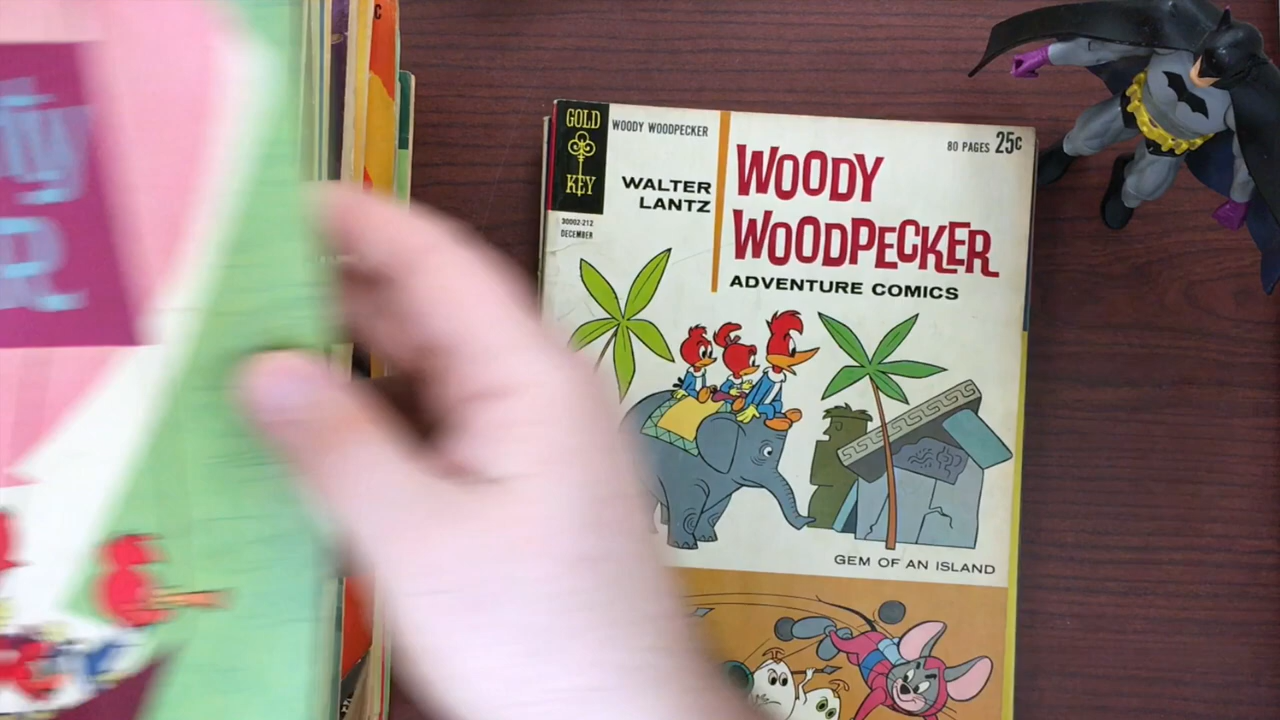 GOLD
KEY
WOODY WOODPECKER
80 PAGES 25¢
WALTER
LANTZ
30002-212
DECEMBER
WOODY
WOODPECKER
ADVENTURE COMICS
GEM OF AN ISLAND